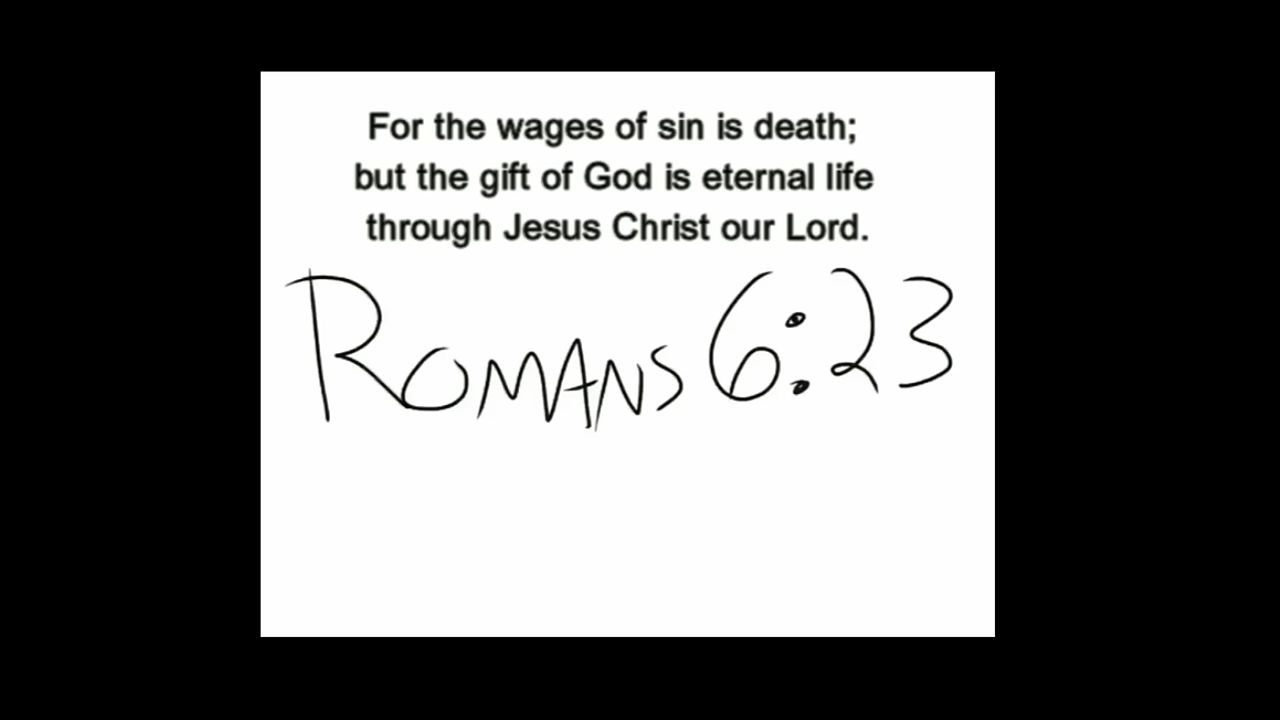 For the wages of sin is death;
but the gift of God is eternal life
through Jesus Christ our Lord.
ROMANS 6:23